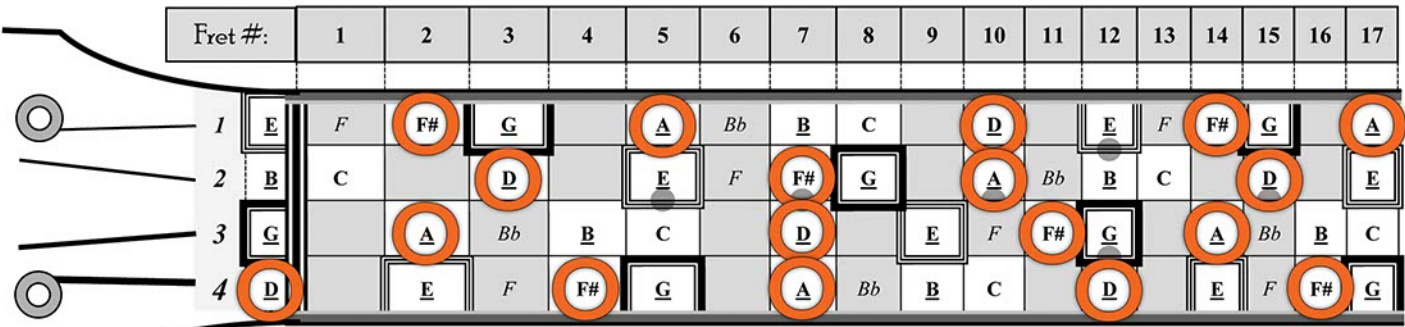 Fret #: 1 2 3 4 5 6 7 8 9 10 11 12 13 14 15 16 17
1 E F F# G A Bb B C D E F F# G A
2 B C D E F F# G A Bb B C D E
3 G A Bb B C D E F F# G A Bb B C
4 D E F F# G A Bb B C D E F F# G